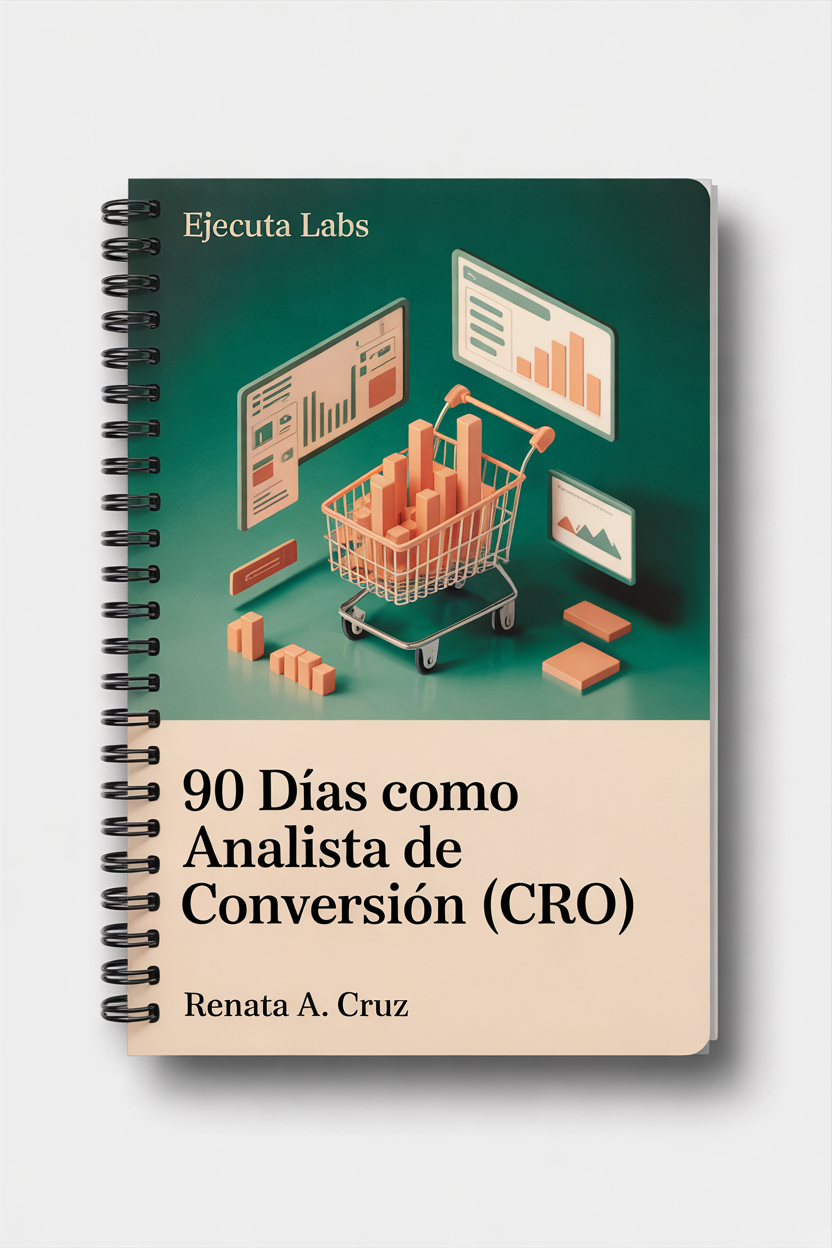 Ejecuta Labs
90 Días como
Analista de
Conversión (CRO)
Renata A. Cruz